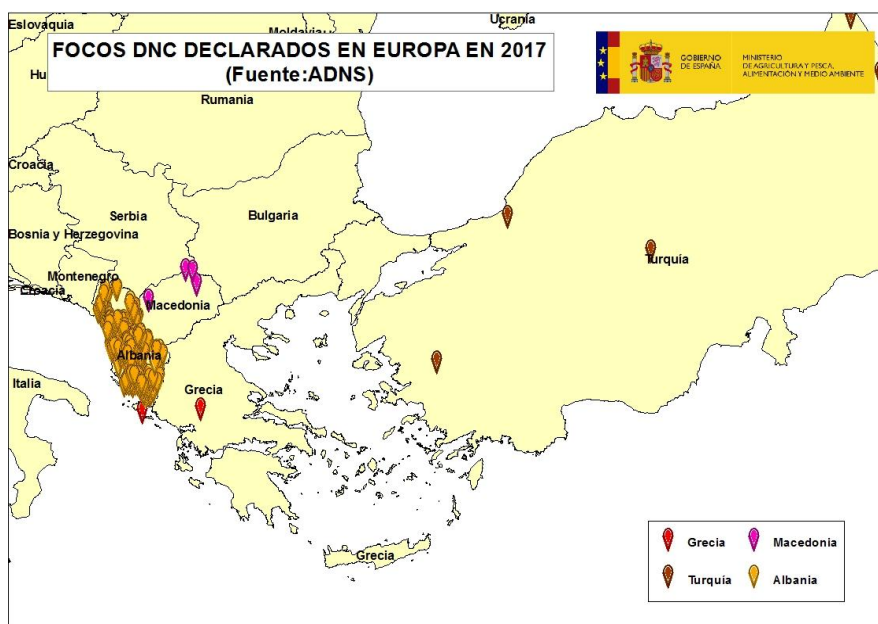 Eslovaquia
Ucrania
Moldavia
FOCOS DNC DECLARADOS EN EUROPA EN 2017
(Fuente:ADNS)
GOBIERNO
DE ESPAÑA
MINISTERIO
DE AGRICULTURA Y PESCA,
ALIMENTACIÓN Y MEDIO AMBIENTE
Hu
Rumania
Croacia
Serbia
Bulgaria
Bosnia y Herzegovina
Turquía
Montenegro
Croacia
Macedonia
Albania
Italia
Grecia
Grecia
Grecia
Macedonia
Turquía
Albania